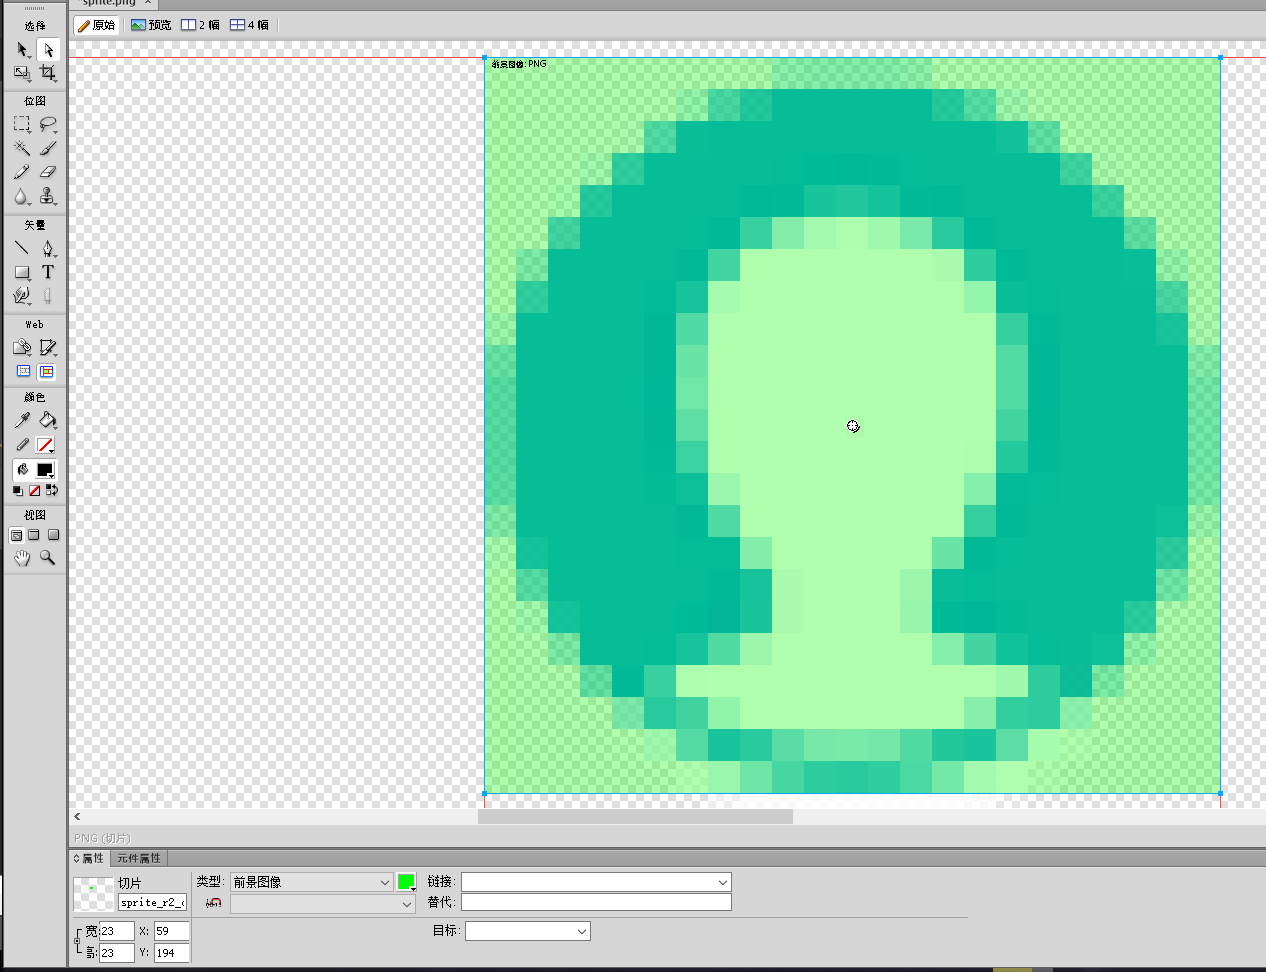 sprite.png ×
选择
原始 预览 2 幅 4 幅
前景图像: PNG
位图
矢量
T
Web
颜色
视图
PNG (切片)
属性 元件属性
切片
sprite_r2_c
类型: 前景图像
链接:
替代:
目标:
宽: 23 X: 59
高: 23 Y: 194